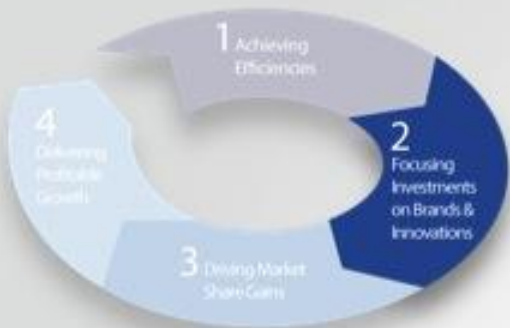 1 Achieving
Efficiencies
2
Focusing
Investments
on Brands &
Innovations
3 Driving Market
Share Gains
4
Delivering
Profitable
Growth